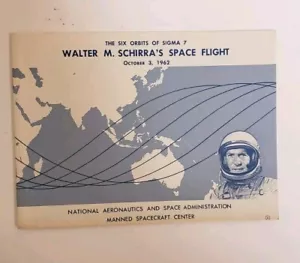 THE SIX ORBITS OF SIGMA 7
WALTER M. SCHIRRA'S SPACE FLIGHT
OCTOBER 3, 1962
NATIONAL AERONAUTICS AND SPACE ADMINISTRATION
MANNED SPACECRAFT CENTER